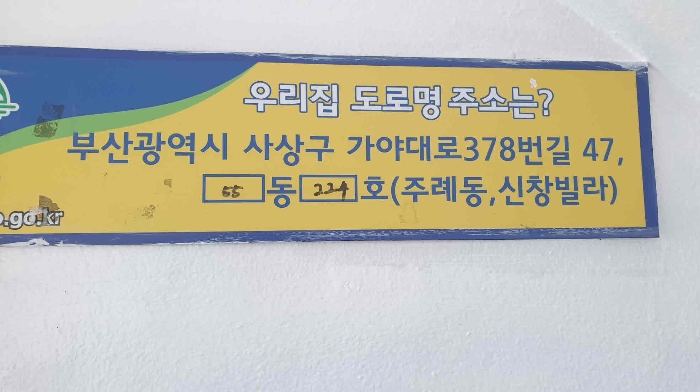 우리집 도로명 주소는?
부산광역시 사상구 가야대로378번길 47,
55 동 224 호(주례동,신창빌라)
.go.kr